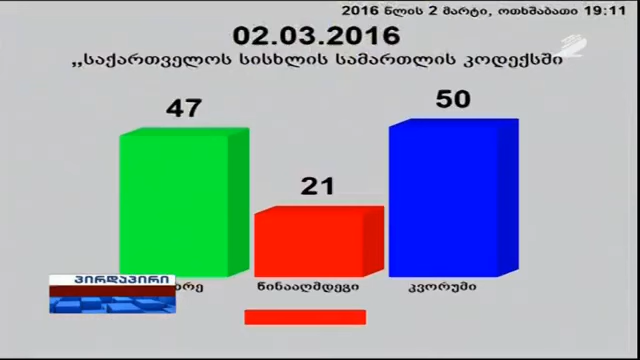 2016 წლის 2 მარტი, ოთხშაბათი 19:11
02.03.2016
,,საქართველოს სისხლის სამართლის კოდექსში
47
21
50
წინააღმდეგი
კვორუმი
პირდაპირი